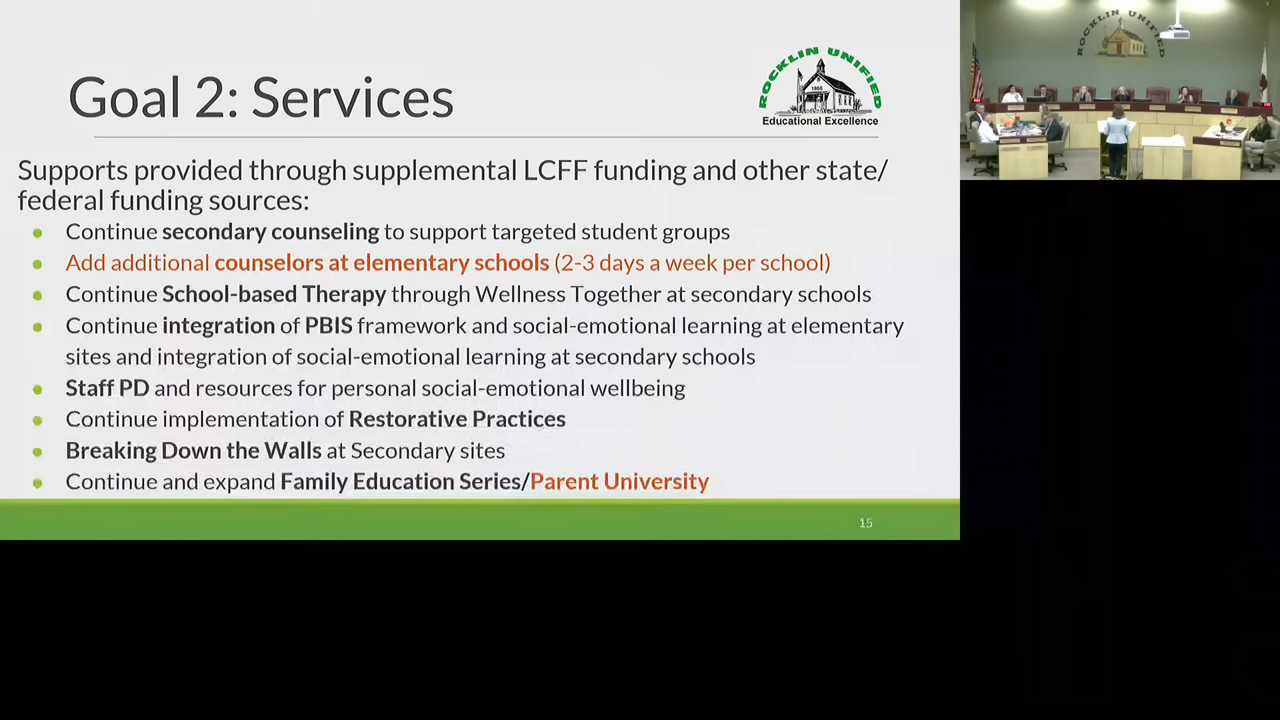 Goal 2: Services
ROCKLIN UNIFIED
1866
Educational Excellence
Supports provided through supplemental LCFF funding and other state/
federal funding sources:
Continue secondary counseling to support targeted student groups
Add additional counselors at elementary schools (2-3 days a week per school)
Continue School-based Therapy through Wellness Together at secondary schools
Continue integration of PBIS framework and social-emotional learning at elementary
sites and integration of social-emotional learning at secondary schools
Staff PD and resources for personal social-emotional wellbeing
Continue implementation of Restorative Practices
Breaking Down the Walls at Secondary sites
Continue and expand Family Education Series/Parent University
15
ROCKLIN UNIFIED